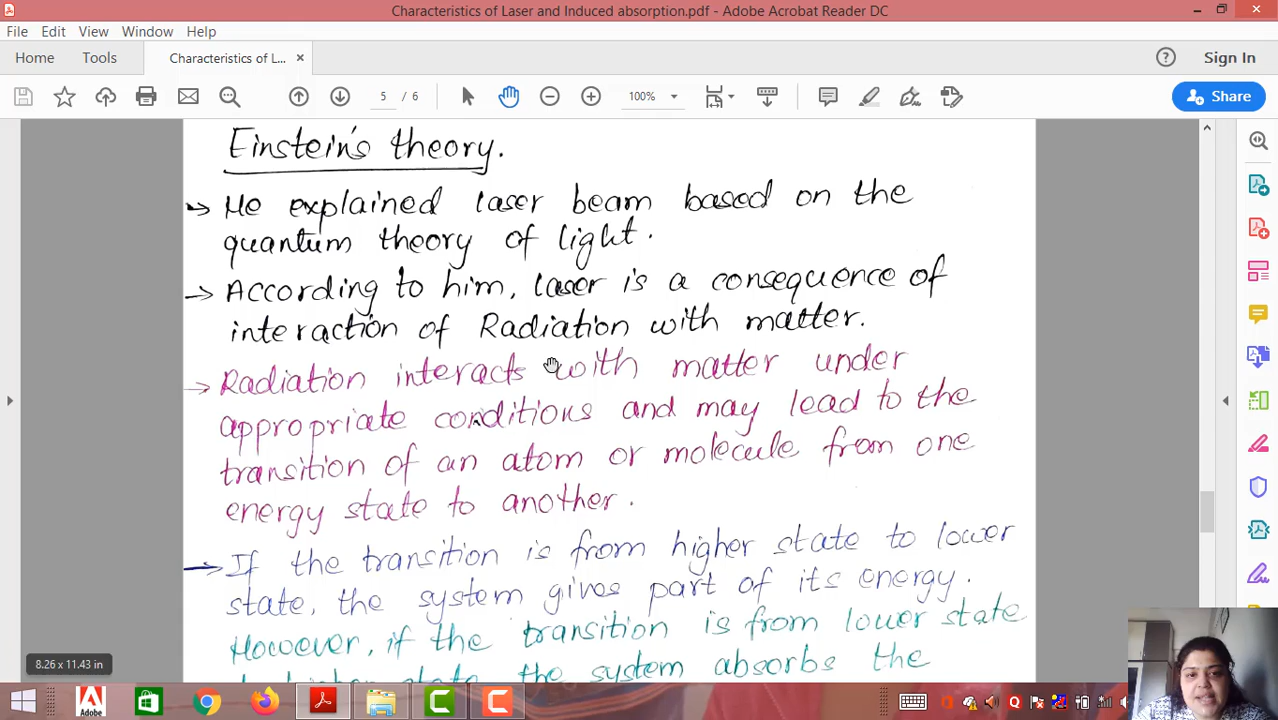 Characteristics of Laser and Induced absorption.pdf - Adobe Acrobat Reader DC
File Edit View Window Help
Home Tools Characteristics of L... × Sign In
5 / 6 100% Share
Einstein's theory.
→ He explained laser beam based on the
quantum theory of light.
→ According to him, laser is a consequence of
interaction of Radiation with matter.
→ Radiation interacts with matter under
appropriate conditions and may lead to the
transition of an atom or molecule from one
energy state to another.
→ If the transition is from higher state to lower
state, the system gives part of its energy.
However, if the transition is from lower state
state, the system absorbs the
8.26 x 11.43 in
Adobe